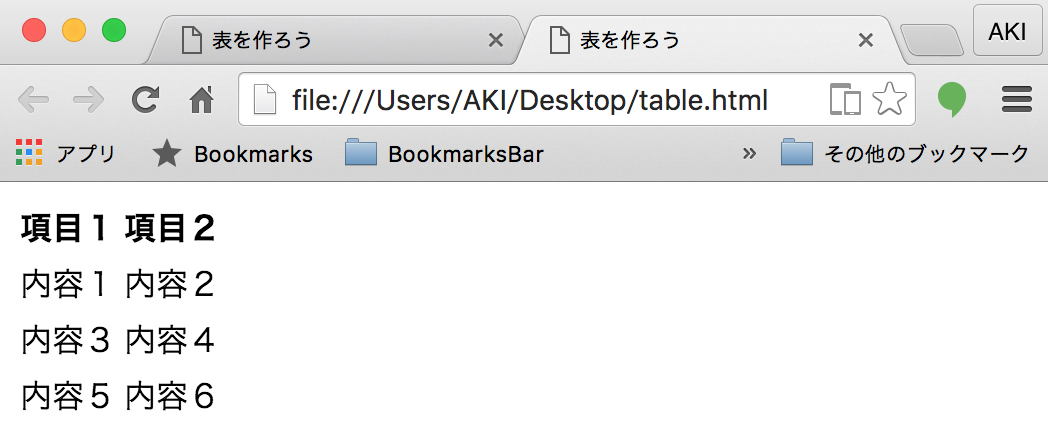 表を作ろう 表を作ろう AKI
file:///Users/AKI/Desktop/table.html
アプリ Bookmarks BookmarksBar » その他のブックマーク
項目１ 項目２
内容１ 内容２
内容３ 内容４
内容５ 内容６